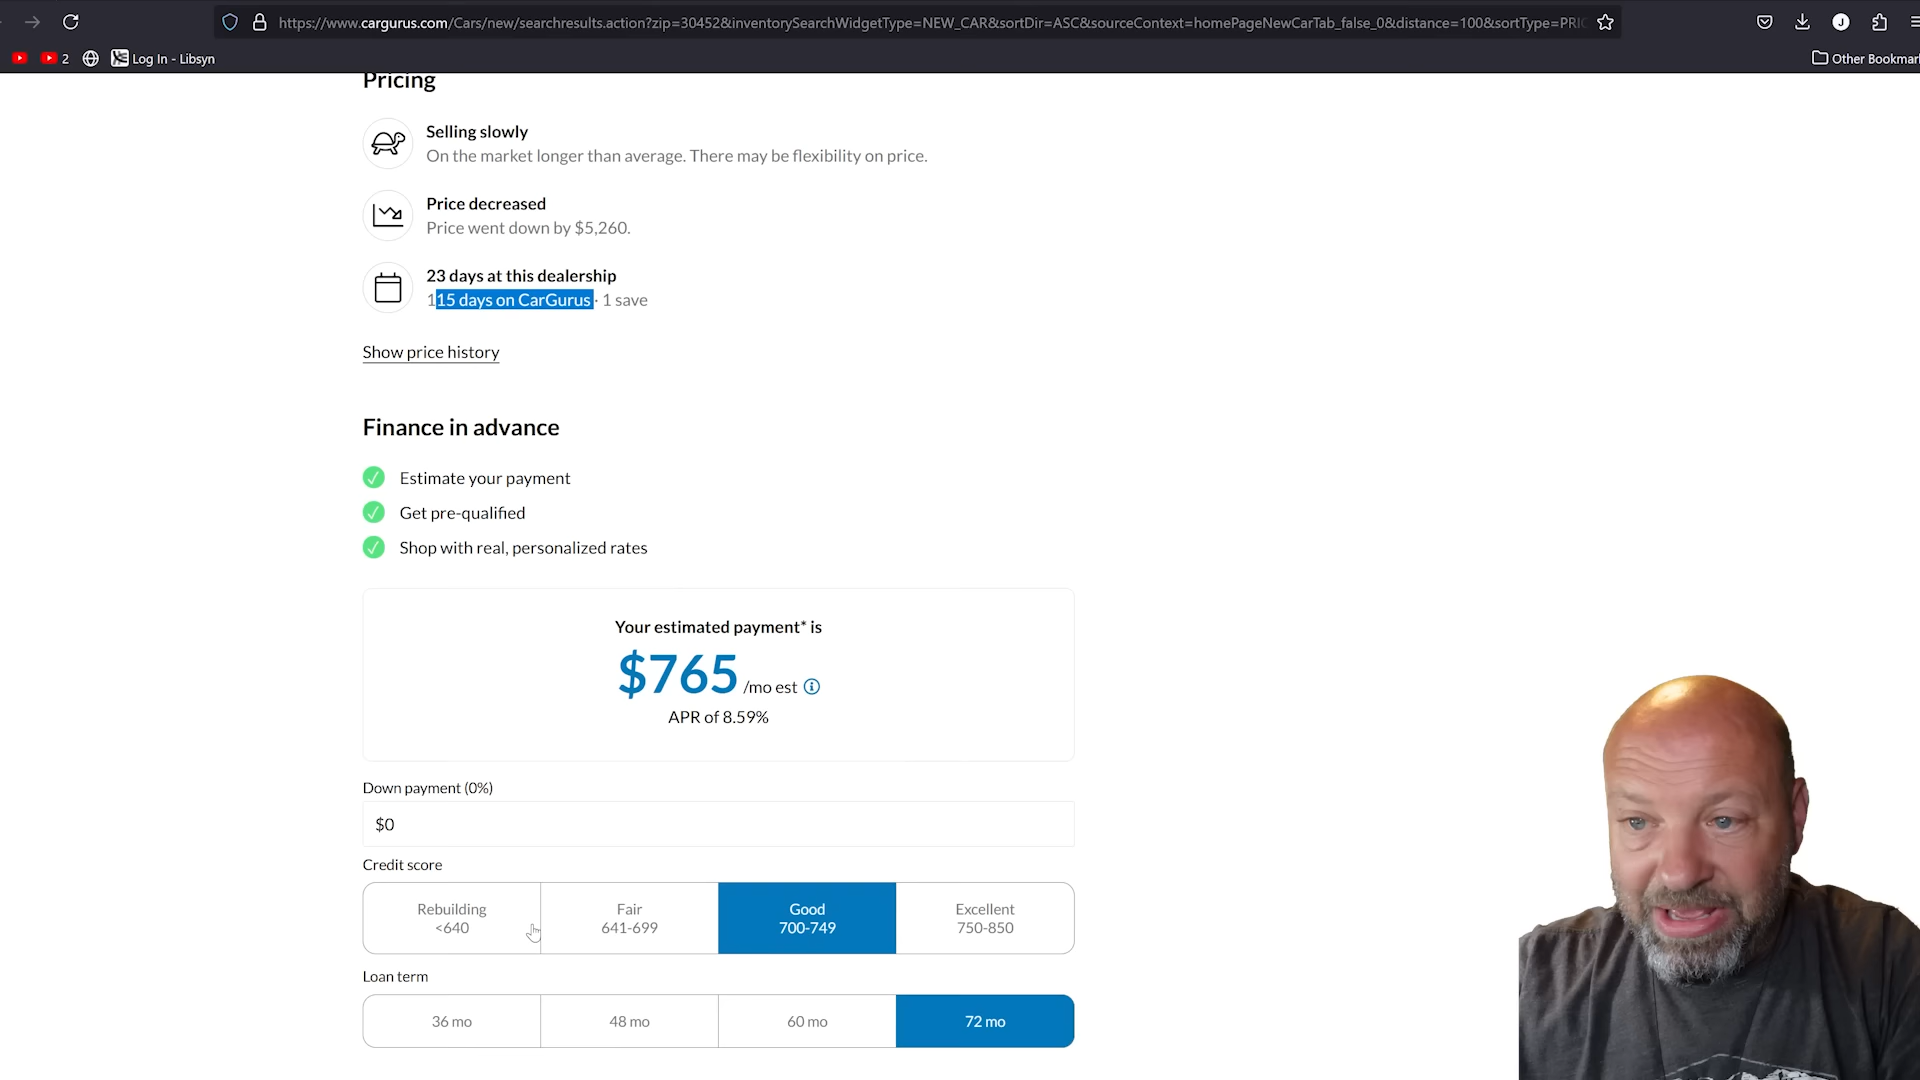 https://www.cargurus.com/Cars/new/searchresults.action?zip=30452&inventorySearchWidgetType=NEW_CAR&sortDir=ASC&sourceContext=homePageNewCarTab_false_0&distance=100&sortType=PRIC
J
2
Log In - Libsyn
Other Bookmar
Pricing
Selling slowly
On the market longer than average. There may be flexibility on price.
Price decreased
Price went down by $5,260.
23 days at this dealership
115 days on CarGurus · 1 save
Show price history
Finance in advance
Estimate your payment
Get pre-qualified
Shop with real, personalized rates
Your estimated payment* is
$765 /mo est
APR of 8.59%
Down payment (0%)
$0
Credit score
Rebuilding
<640
Fair
641-699
Good
700-749
Excellent
750-850
Loan term
36 mo
48 mo
60 mo
72 mo